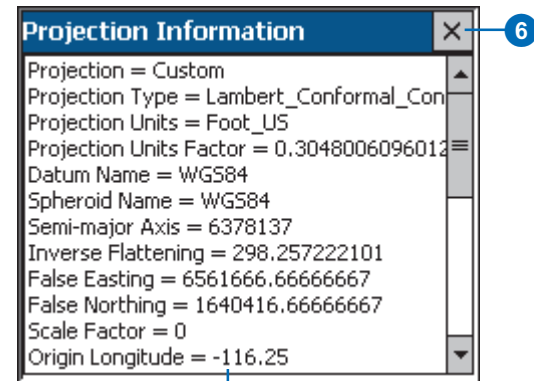 Projection Information
6
Projection = Custom
Projection Type = Lambert_Conformal_Con
Projection Units = Foot_US
Projection Units Factor = 0.3048006096012
Datum Name = WGS84
Spheroid Name = WGS84
Semi-major Axis = 6378137
Inverse Flattening = 298.257222101
False Easting = 6561666.66666667
False Northing = 1640416.66666667
Scale Factor = 0
Origin Longitude = -116.25